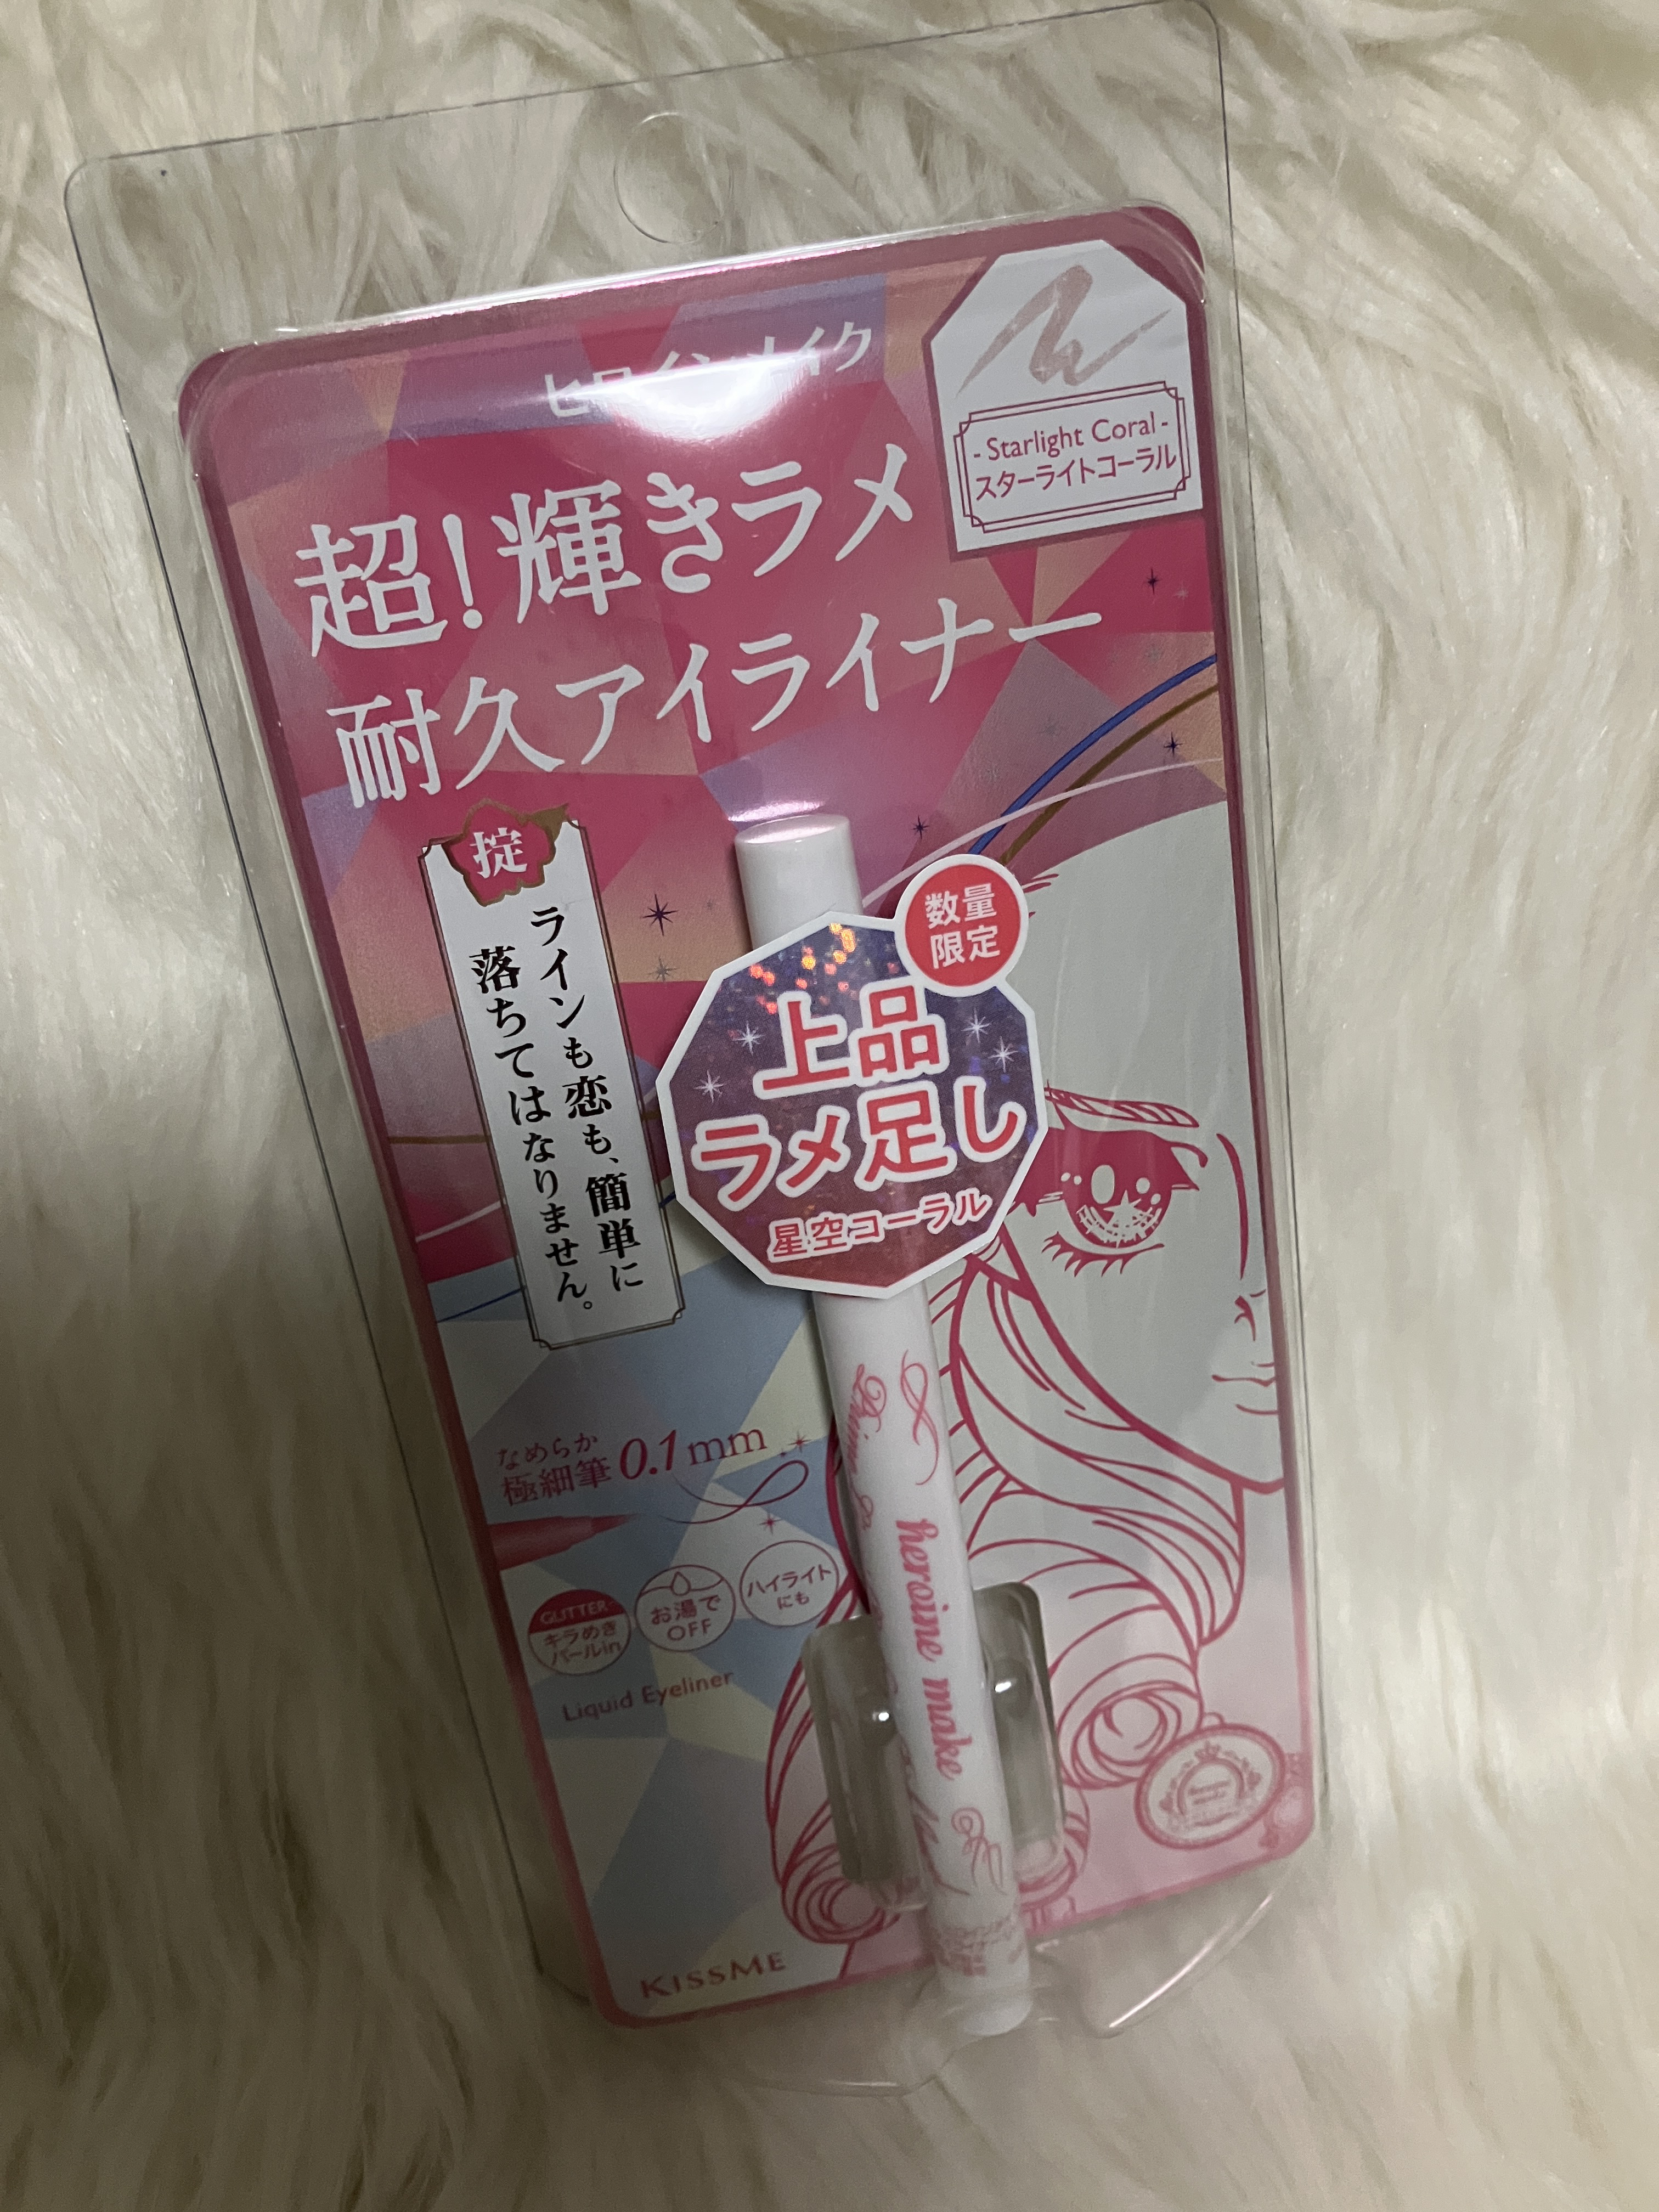 ヒロインメイク
超!輝きラメ
耐久アイライナー
- Starlight Coral -
スターライトコーラル
掟
ラインも恋も、簡単に
落ちてはなりません。
数量
限定
上品
ラメ足し
星空コーラル
なめらか
極細筆 0.1mm
GLITTER
キラめき
パールin
お湯で
OFF
ハイライト
にも
Liquid Eyeliner
heroine make
KISSME